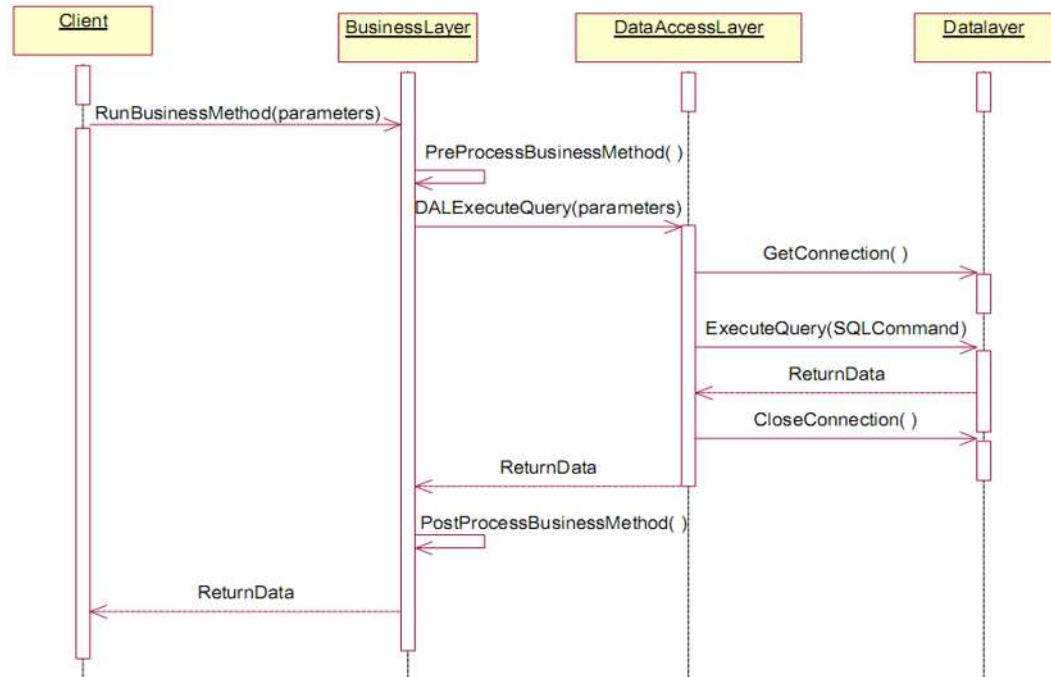 Client
BusinessLayer
DataAccessLayer
Datalayer
RunBusinessMethod(parameters)
PreProcessBusinessMethod( )
DALExecuteQuery(parameters)
GetConnection( )
ExecuteQuery(SQLCommand)
ReturnData
CloseConnection( )
ReturnData
PostProcessBusinessMethod( )
ReturnData